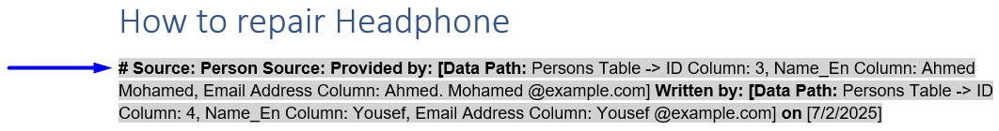 How to repair Headphone
# Source: Person Source: Provided by: [Data Path: Persons Table -> ID Column: 3, Name_En Column: Ahmed
Mohamed, Email Address Column: Ahmed. Mohamed @example.com] Written by: [Data Path: Persons Table -> ID
Column: 4, Name_En Column: Yousef, Email Address Column: Yousef @example.com] on [7/2/2025]